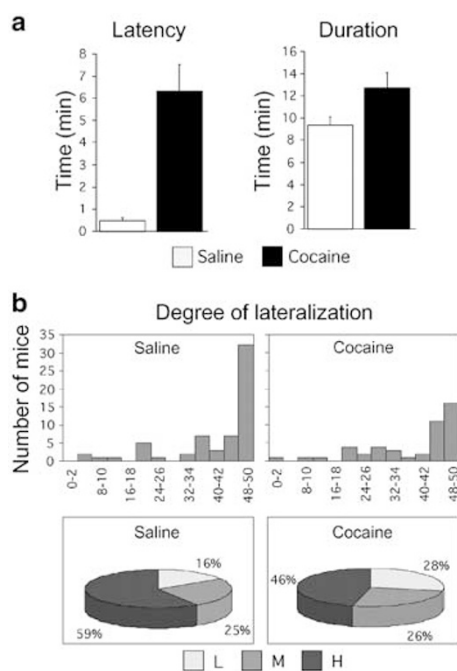 a
Latency
Duration
Time (min)
8
7
6
5
4
3
2
1
0
Time (min)
16
14
12
10
8
6
4
2
0
Saline
Cocaine
b
Degree of lateralization
Number of mice
35
30
25
20
15
10
5
0
Saline
Cocaine
0-2
8-10
16-18
24-26
32-34
40-42
48-50
0-2
8-10
16-18
24-26
32-34
40-42
48-50
Saline
16%
25%
59%
Cocaine
28%
26%
46%
L
M
H